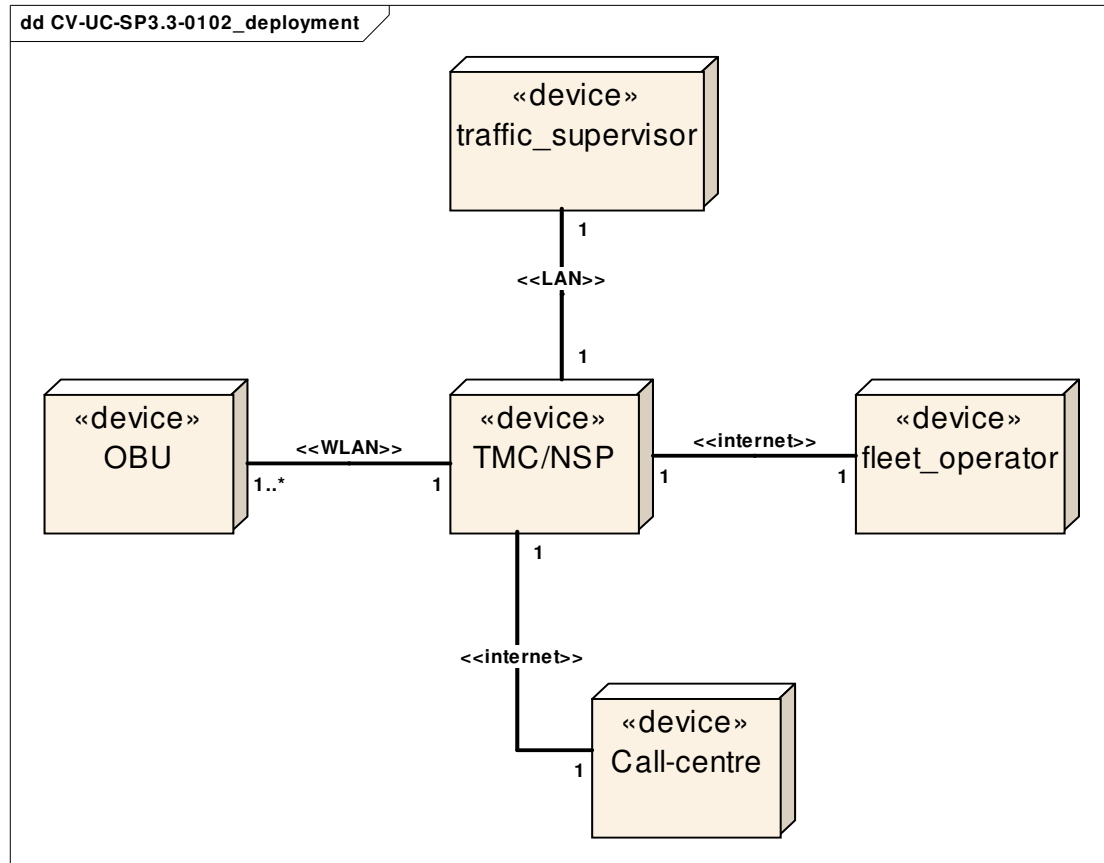 dd CV-UC-SP3.3-0102_deployment
«device»
traffic_supervisor
1
<<LAN>>
1
«device»
OBU
<<WLAN>>
1..*
1
«device»
TMC/NSP
<<internet>>
1
1
«device»
fleet_operator
1
<<internet>>
1
«device»
Call-centre